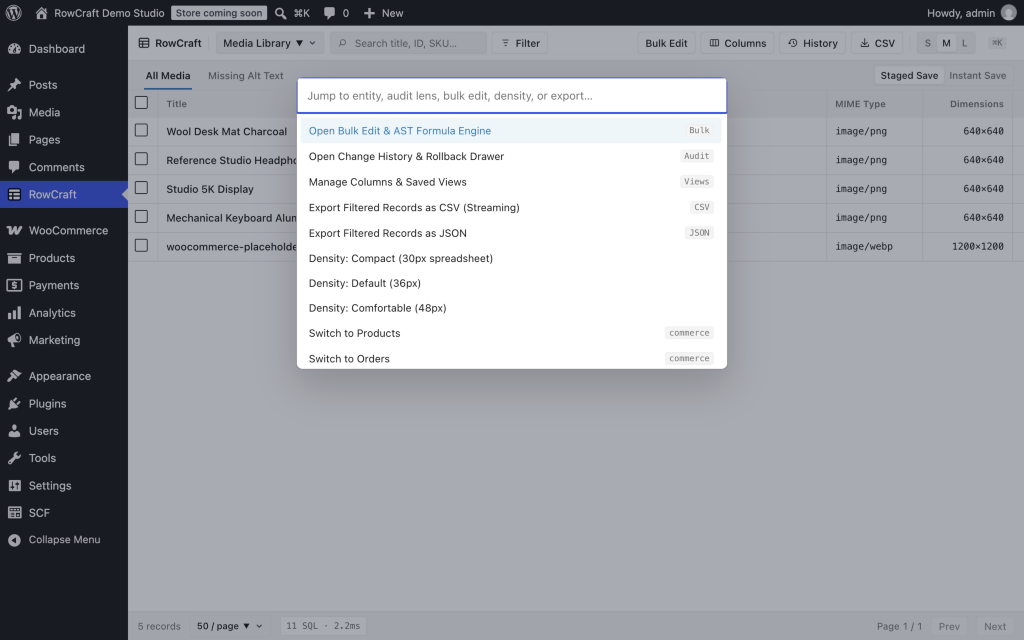 RowCraft Demo Studio Store coming soon ⌘K 0 New Howdy, admin
Dashboard
Posts
Media
Pages
Comments
RowCraft
WooCommerce
Products
Payments
Analytics
Marketing
Appearance
Plugins
Users
Tools
Settings
SCF
Collapse Menu
RowCraft Media Library ▼ Search title, ID, SKU... Filter Bulk Edit Columns History CSV S M L ⌘K
All Media Missing Alt Text Staged Save Instant Save
Title MIME Type Dimensions
Wool Desk Mat Charcoal image/png 640×640
Reference Studio Headpho image/png 640×640
Studio 5K Display image/png 640×640
Mechanical Keyboard Alun image/png 640×640
woocommerce-placeholde image/webp 1200×1200
Jump to entity, audit lens, bulk edit, density, or export...
Open Bulk Edit & AST Formula Engine Bulk
Open Change History & Rollback Drawer Audit
Manage Columns & Saved Views Views
Export Filtered Records as CSV (Streaming) CSV
Export Filtered Records as JSON JSON
Density: Compact (30px spreadsheet)
Density: Default (36px)
Density: Comfortable (48px)
Switch to Products commerce
Switch to Orders commerce
5 records 50 / page ▼ 11 SQL · 2.2ms Page 1 / 1 Prev Next